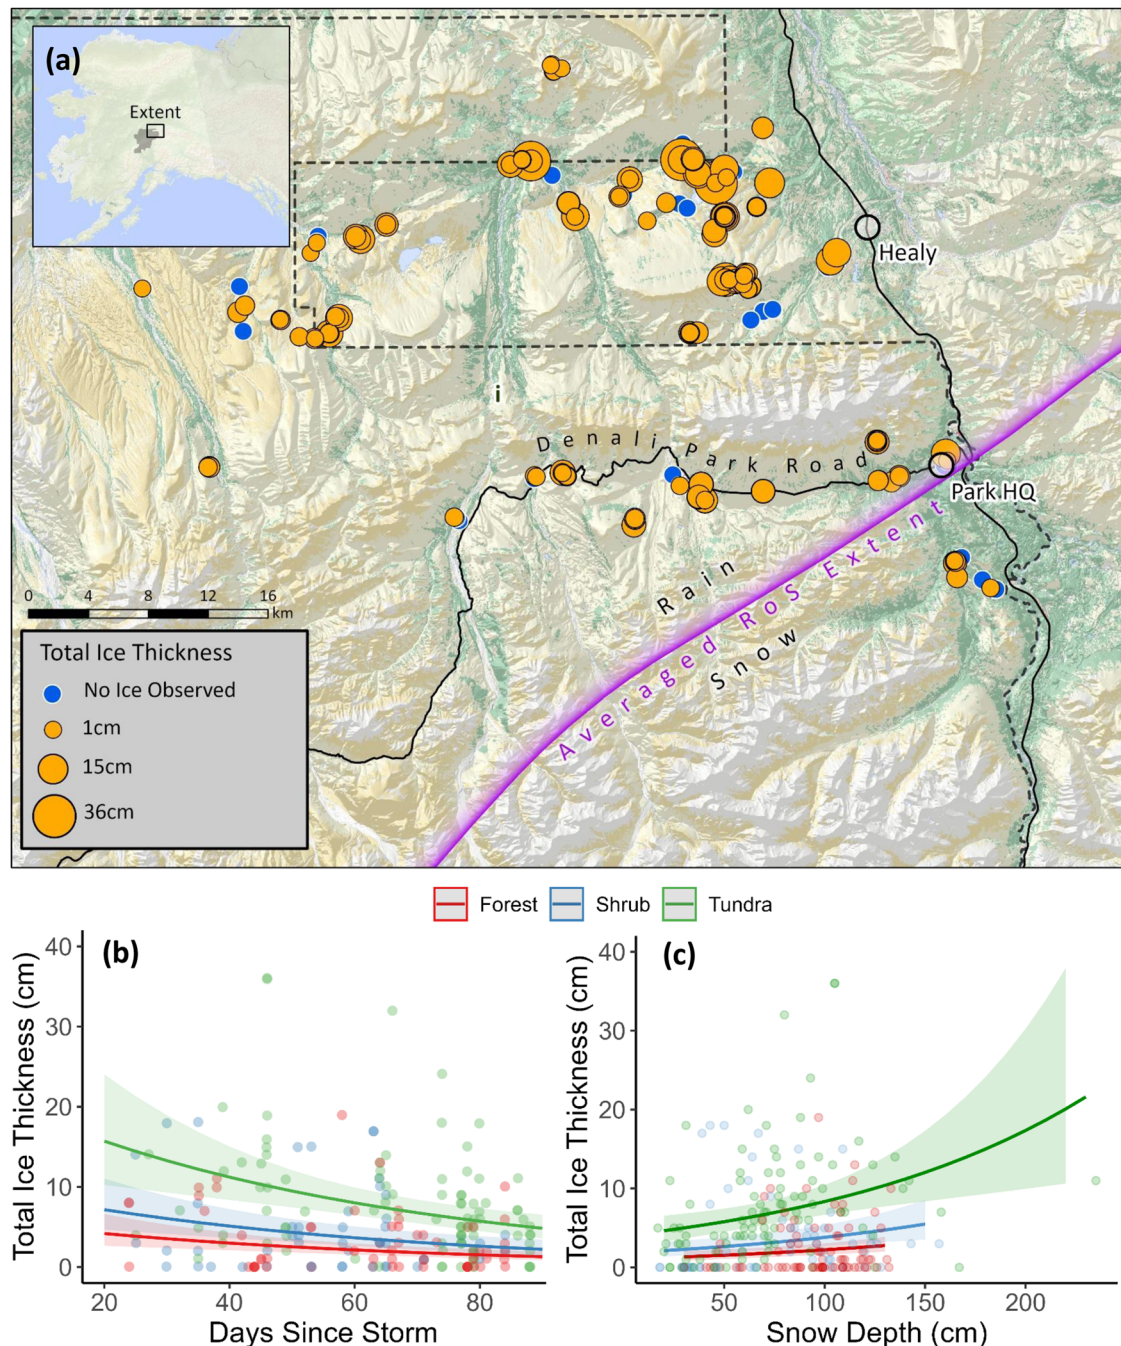 (a)
Extent
Healy
i
Denali Park Road
Park HQ
Rain
Averaged RoS Extent
Snow
0 4 8 12 16
km
Total Ice Thickness
No Ice Observed
1cm
15cm
36cm
Forest Shrub Tundra
(b)
Total Ice Thickness (cm)
40
30
20
10
0
20 40 60 80
Days Since Storm
(c)
Total Ice Thickness (cm)
40
30
20
10
0
50 100 150 200
Snow Depth (cm)